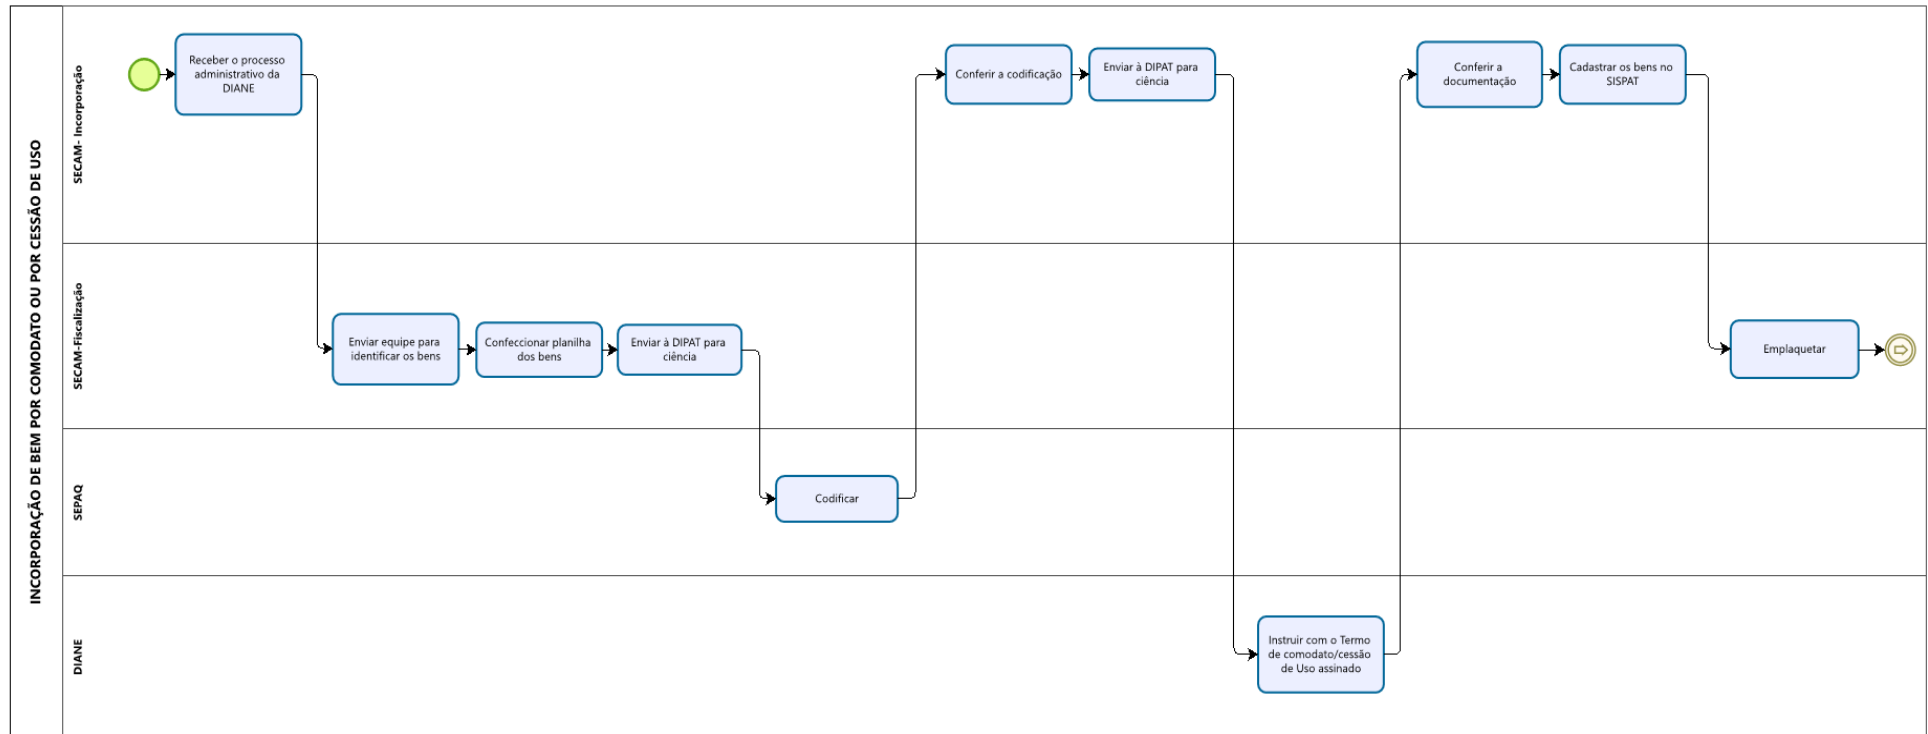 INCORPORAÇÃO DE BEM POR COMODATO OU POR CESSÃO DE USO
SECAM- Incorporação
Receber o processo
administrativo da
DIANE
Conferir a codificação
Enviar à DIPAT para
ciência
Conferir a
documentação
Cadastrar os bens no
SISPAT
SECAM-Fiscalização
Enviar equipe para
identificar os bens
Confeccionar planilha
dos bens
Enviar à DIPAT para
ciência
Emplaquetar
SEPAQ
Codificar
DIANE
Instruir com o Termo
de comodato/cessão
de Uso assinado